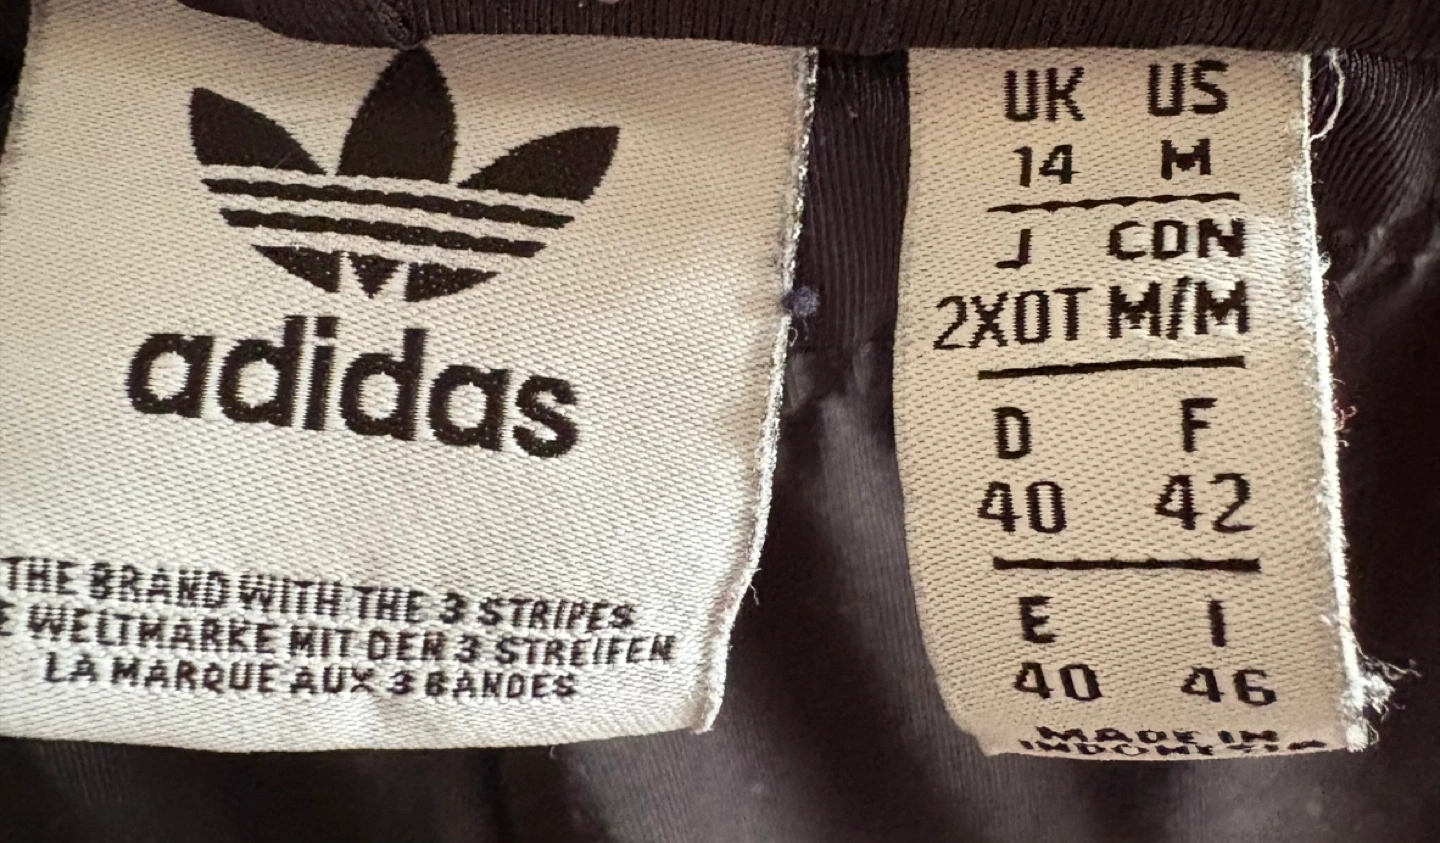 adidas
THE BRAND WITH THE 3 STRIPES
E WELTMARKE MIT DEN 3 STREIFEN
LA MARQUE AUX 3 BANDES
UK US
14 M
J CDN
2XOT M/M
D F
40 42
E I
40 46
MADE IN
INDONESIA